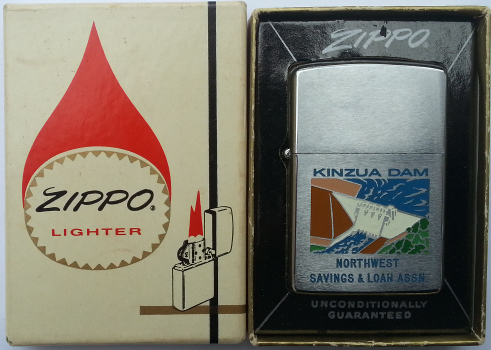 ZIPPO
LIGHTER
ZIPPO
KINZUA DAM
NORTHWEST
SAVINGS & LOAN ASSN
UNCONDITIONALLY
GUARANTEED